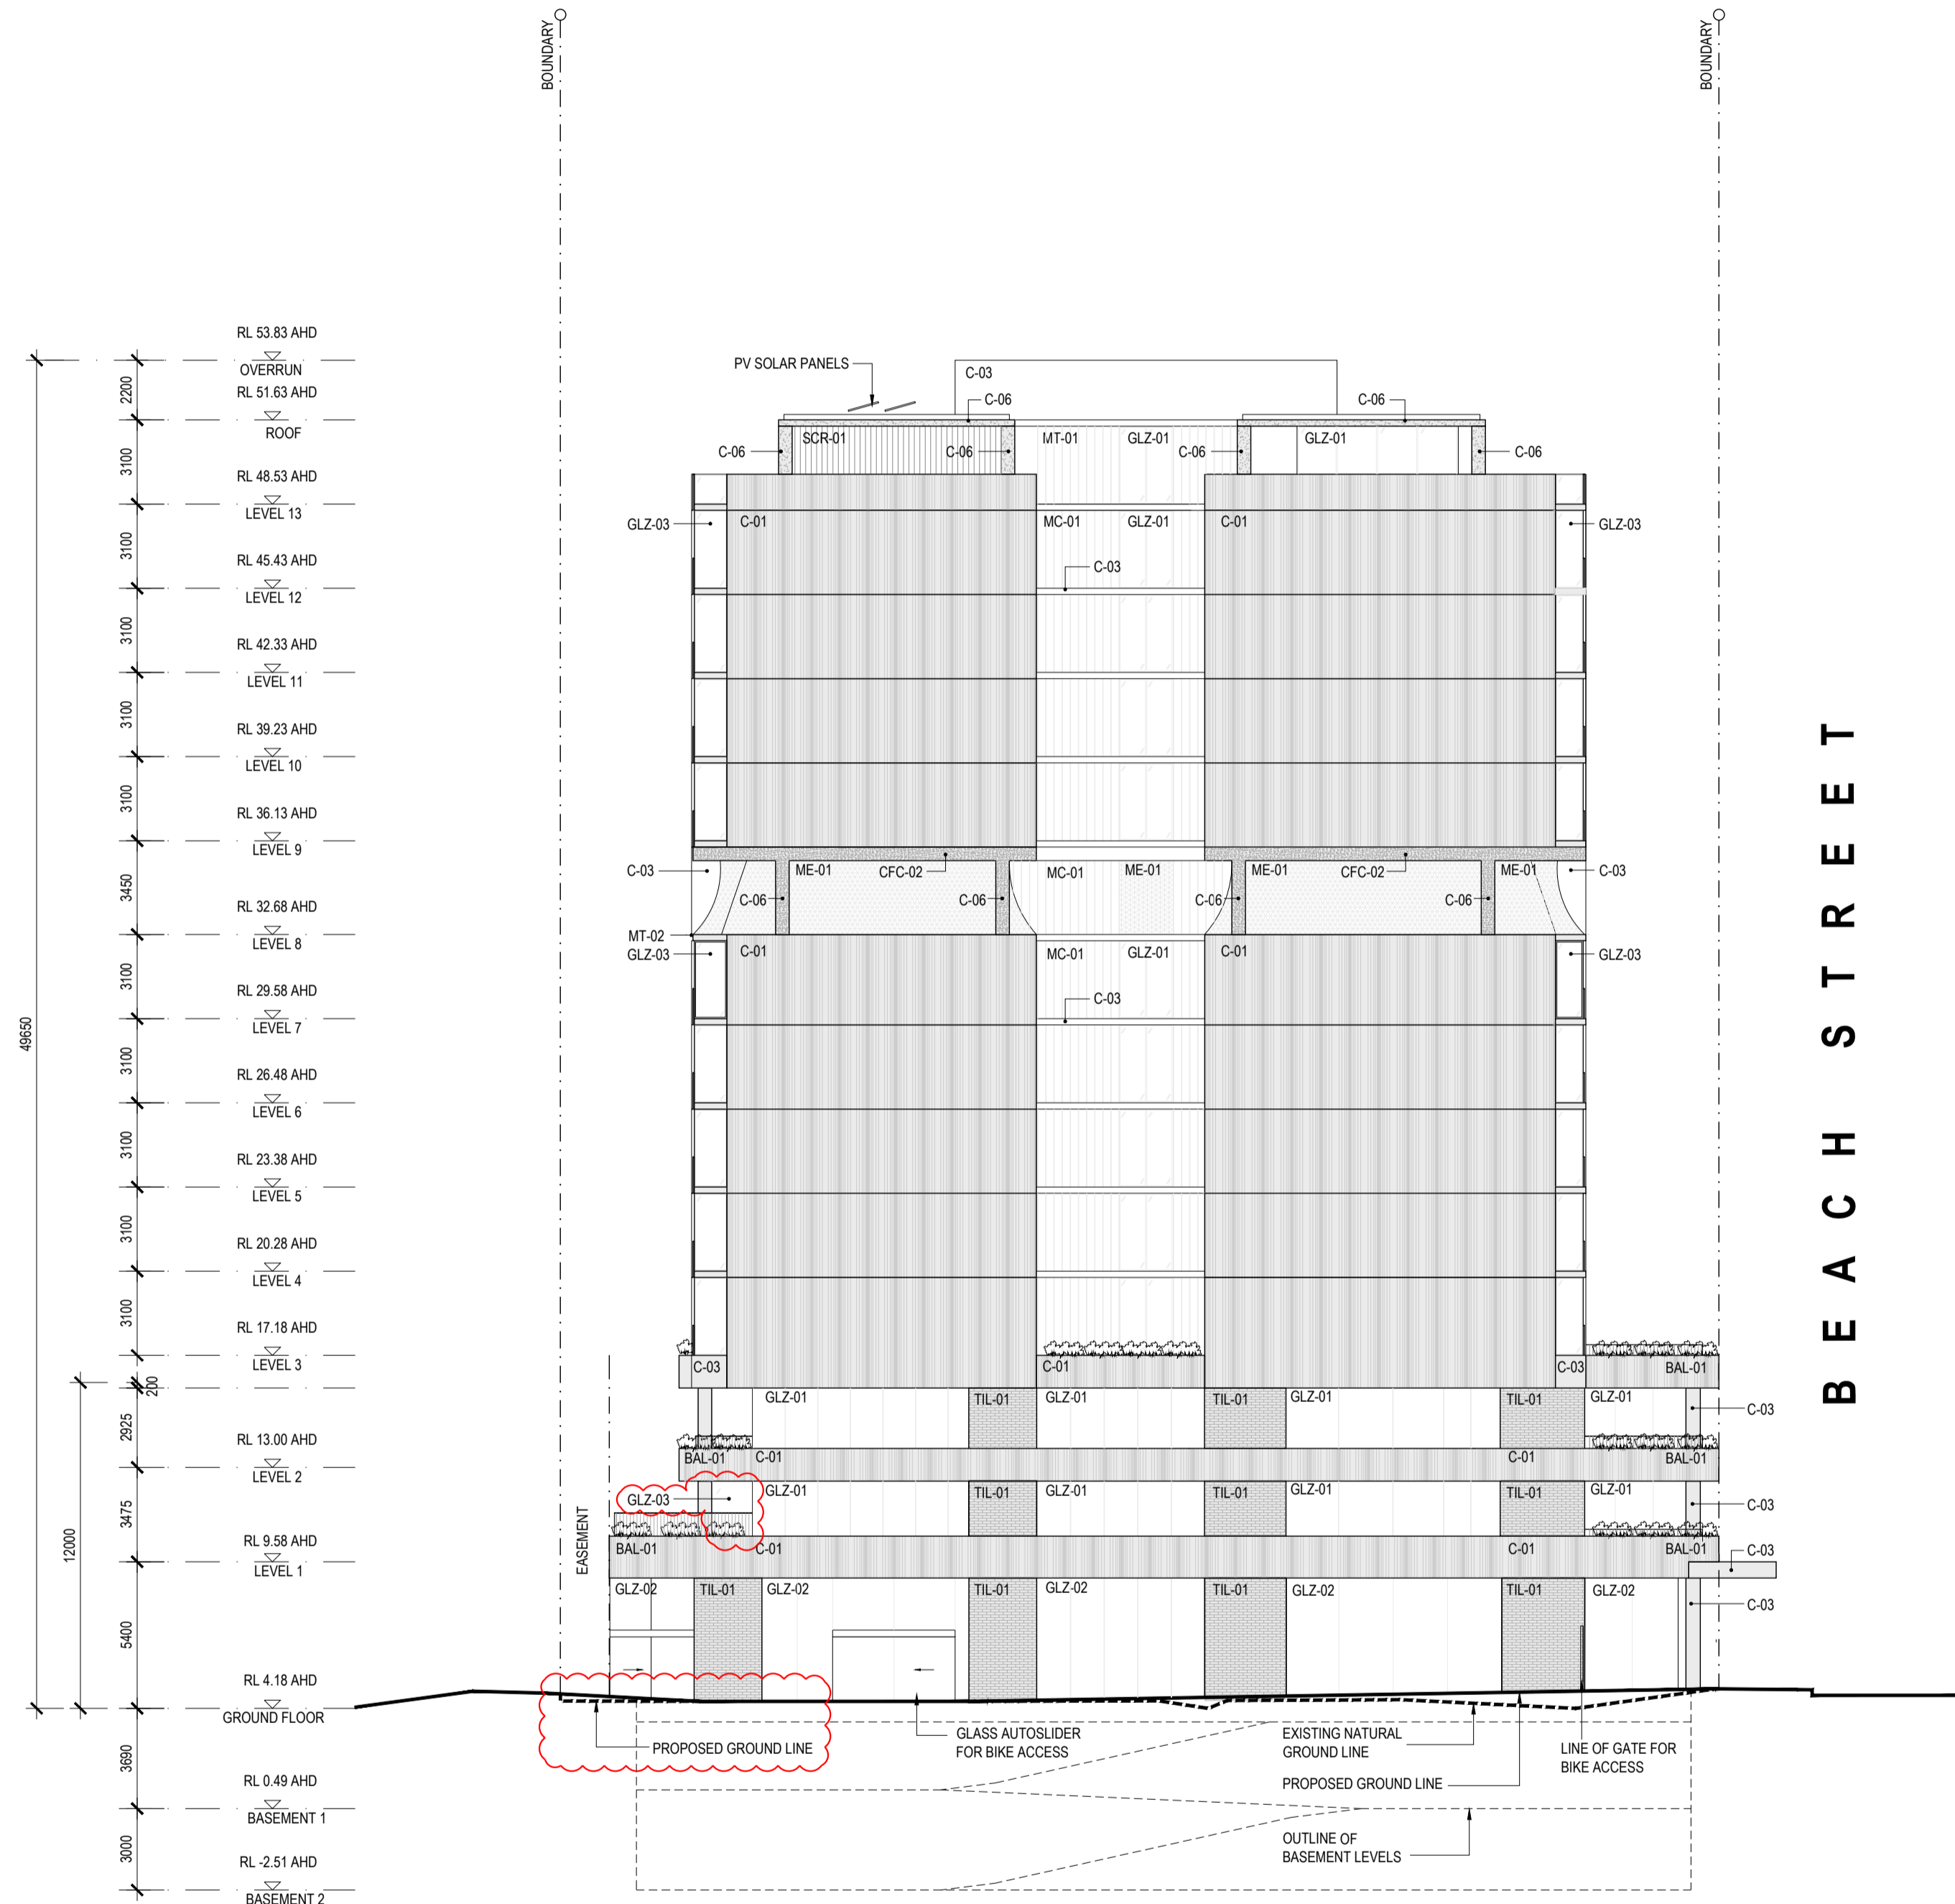 BOUNDARY
BOUNDARY
RL 53.83 AHD
OVERRUN
2200
RL 51.63 AHD
ROOF
3100
RL 48.53 AHD
LEVEL 13
3100
RL 45.43 AHD
LEVEL 12
3100
RL 42.33 AHD
LEVEL 11
3100
RL 39.23 AHD
LEVEL 10
3100
RL 36.13 AHD
LEVEL 9
3450
RL 32.68 AHD
LEVEL 8
3100
RL 29.58 AHD
LEVEL 7
3100
RL 26.48 AHD
LEVEL 6
3100
RL 23.38 AHD
LEVEL 5
3100
RL 20.28 AHD
LEVEL 4
3100
RL 17.18 AHD
LEVEL 3
200
2925
RL 13.00 AHD
LEVEL 2
3475
RL 9.58 AHD
LEVEL 1
5400
RL 4.18 AHD
GROUND FLOOR
3690
RL 0.49 AHD
BASEMENT 1
3000
RL -2.51 AHD
BASEMENT 2
49650
12000
PV SOLAR PANELS
C-03
C-06
C-06
SCR-01
MT-01
GLZ-01
GLZ-01
C-06
C-06
C-06
C-06
GLZ-03
C-01
MC-01
GLZ-01
C-01
GLZ-03
C-03
C-03
ME-01
CFC-02
MC-01
ME-01
ME-01
CFC-02
ME-01
C-03
C-06
C-06
C-06
C-06
MT-02
GLZ-03
C-01
MC-01
GLZ-01
C-01
GLZ-03
C-03
C-03
C-01
C-03
BAL-01
GLZ-01
TIL-01
GLZ-01
TIL-01
GLZ-01
TIL-01
GLZ-01
C-03
BAL-01
C-01
C-01
BAL-01
GLZ-03
GLZ-01
TIL-01
GLZ-01
TIL-01
GLZ-01
TIL-01
GLZ-01
C-03
EASEMENT
BAL-01
C-01
C-01
BAL-01
C-03
GLZ-02
TIL-01
GLZ-02
TIL-01
GLZ-02
TIL-01
GLZ-02
TIL-01
GLZ-02
C-03
PROPOSED GROUND LINE
GLASS AUTOSLIDER
FOR BIKE ACCESS
EXISTING NATURAL
GROUND LINE
PROPOSED GROUND LINE
LINE OF GATE FOR
BIKE ACCESS
OUTLINE OF
BASEMENT LEVELS
BEACH STREET